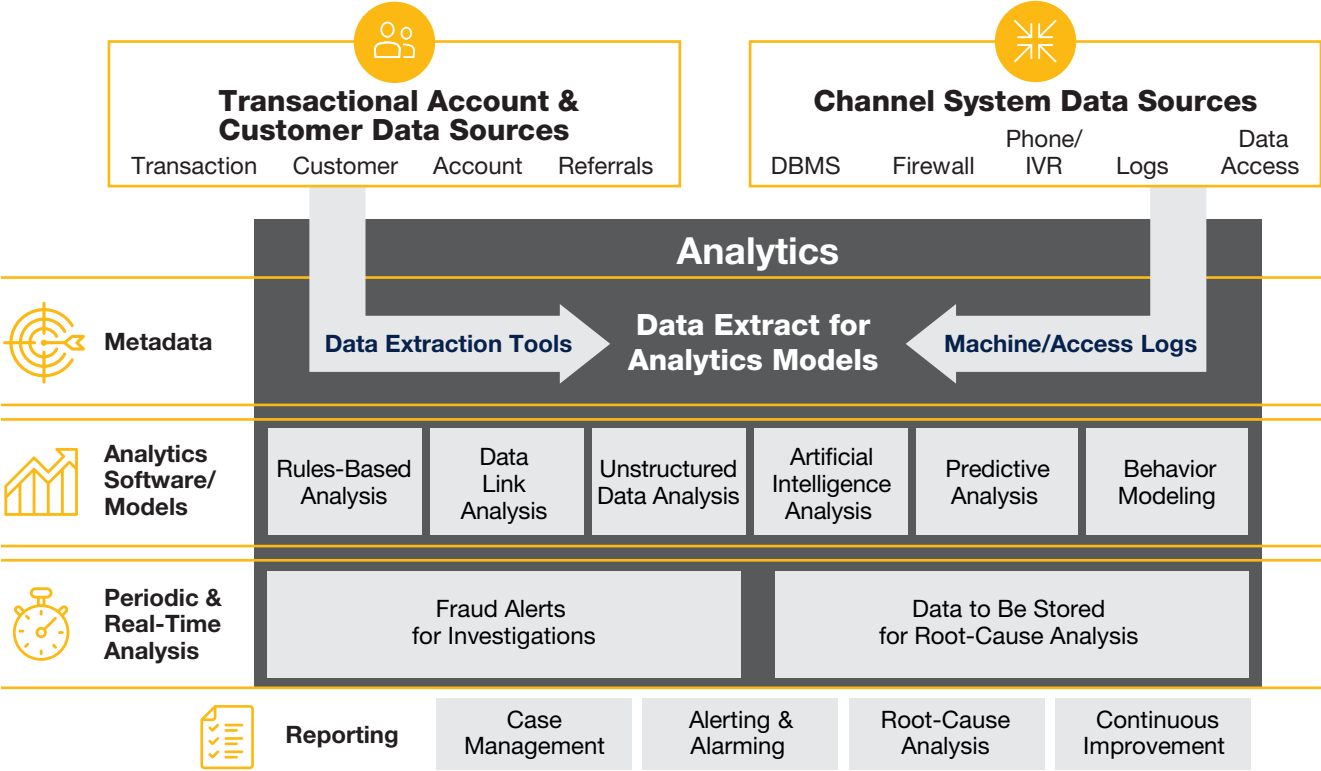 Transactional Account &
Customer Data Sources
Transaction
Customer
Account
Referrals
Channel System Data Sources
DBMS
Firewall
Phone/
IVR
Logs
Data
Access
Analytics
Metadata
Data Extraction Tools
Data Extract for
Analytics Models
Machine/Access Logs
Analytics
Software/
Models
Rules-Based
Analysis
Data
Link
Analysis
Unstructured
Data Analysis
Artificial
Intelligence
Analysis
Predictive
Analysis
Behavior
Modeling
Periodic &
Real-Time
Analysis
Fraud Alerts
for Investigations
Data to Be Stored
for Root-Cause Analysis
Reporting
Case
Management
Alerting &
Alarming
Root-Cause
Analysis
Continuous
Improvement